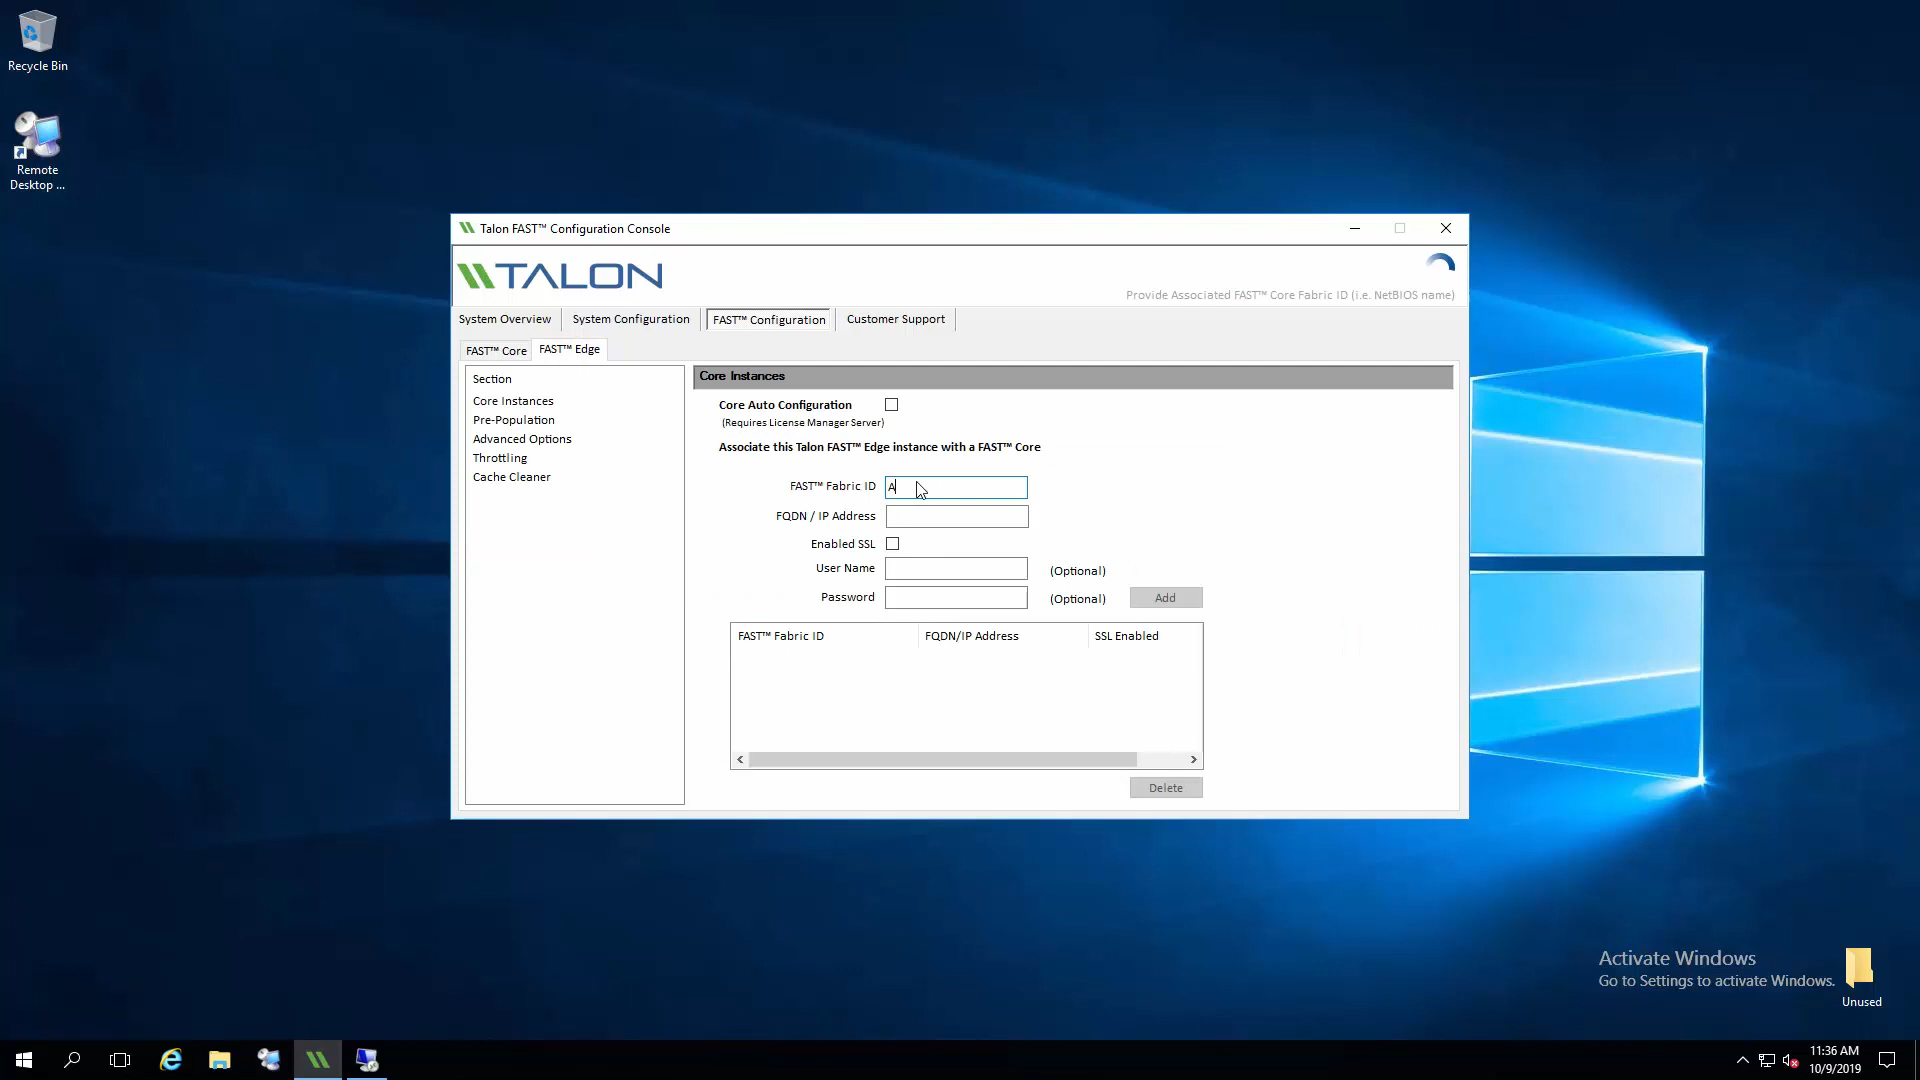 Recycle Bin
Remote
Desktop ...
Talon FAST™ Configuration Console
TALON
Provide Associated FAST™ Core Fabric ID (i.e. NetBIOS name)
System Overview
System Configuration
FAST™ Configuration
Customer Support
FAST™ Core
FAST™ Edge
Section
Core Instances
Pre-Population
Advanced Options
Throttling
Cache Cleaner
Core Instances
Core Auto Configuration
(Requires License Manager Server)
Associate this Talon FAST™ Edge instance with a FAST™ Core
FAST™ Fabric ID A
FQDN / IP Address
Enabled SSL
User Name (Optional)
Password (Optional) Add
FAST™ Fabric ID FQDN/IP Address SSL Enabled
Delete
Activate Windows
Go to Settings to activate Windows.
Unused
11:36 AM
10/9/2019